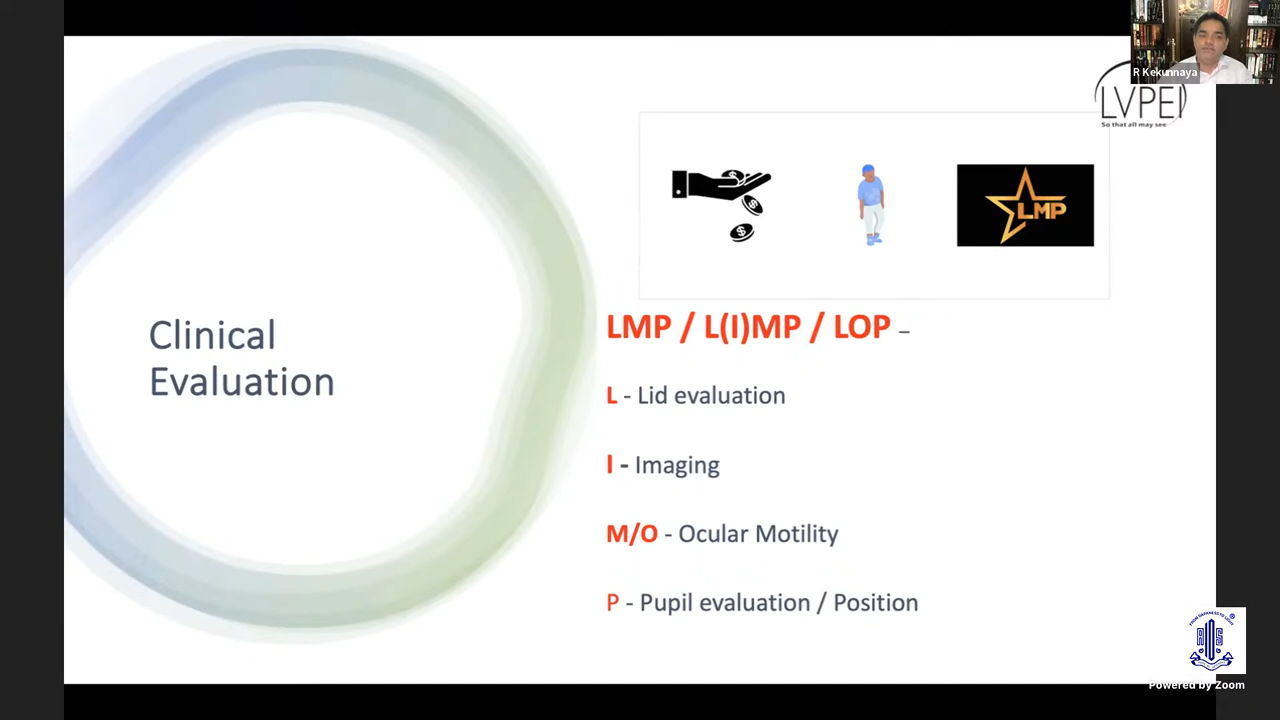 R Kekunnaya
LVPEI
So that all may see
LMP
Clinical
Evaluation
LMP / L(I)MP / LOP –
L - Lid evaluation
I - Imaging
M/O - Ocular Motility
P - Pupil evaluation / Position
Powered by Zoom